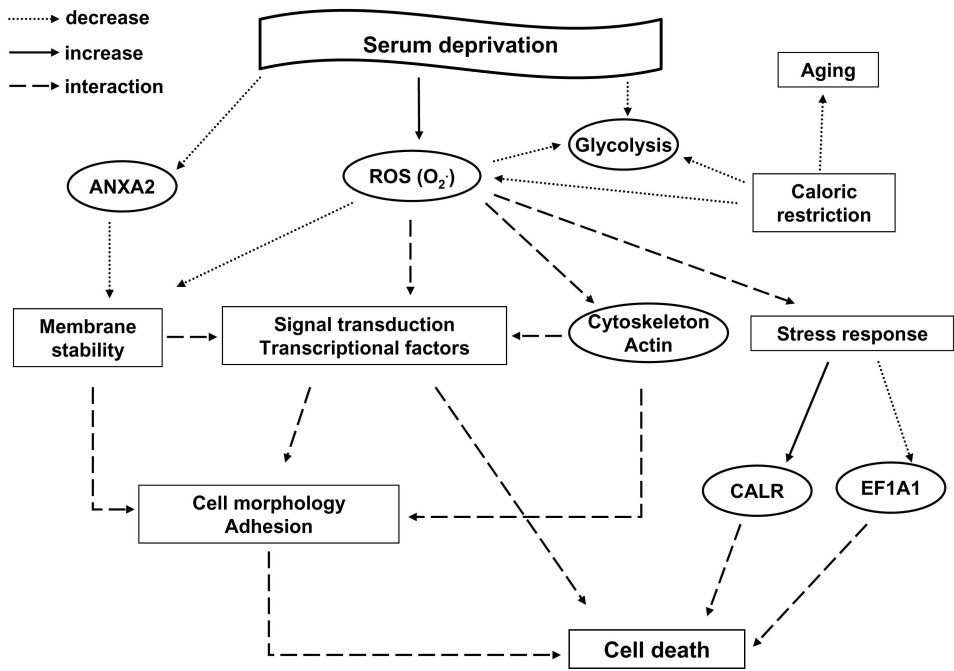 decrease
increase
interaction
Serum deprivation
Aging
Glycolysis
ANXA2
ROS (O₂·)
Caloric
restriction
Membrane
stability
Signal transduction
Transcriptional factors
Cytoskeleton
Actin
Stress response
CALR
EF1A1
Cell morphology
Adhesion
Cell death